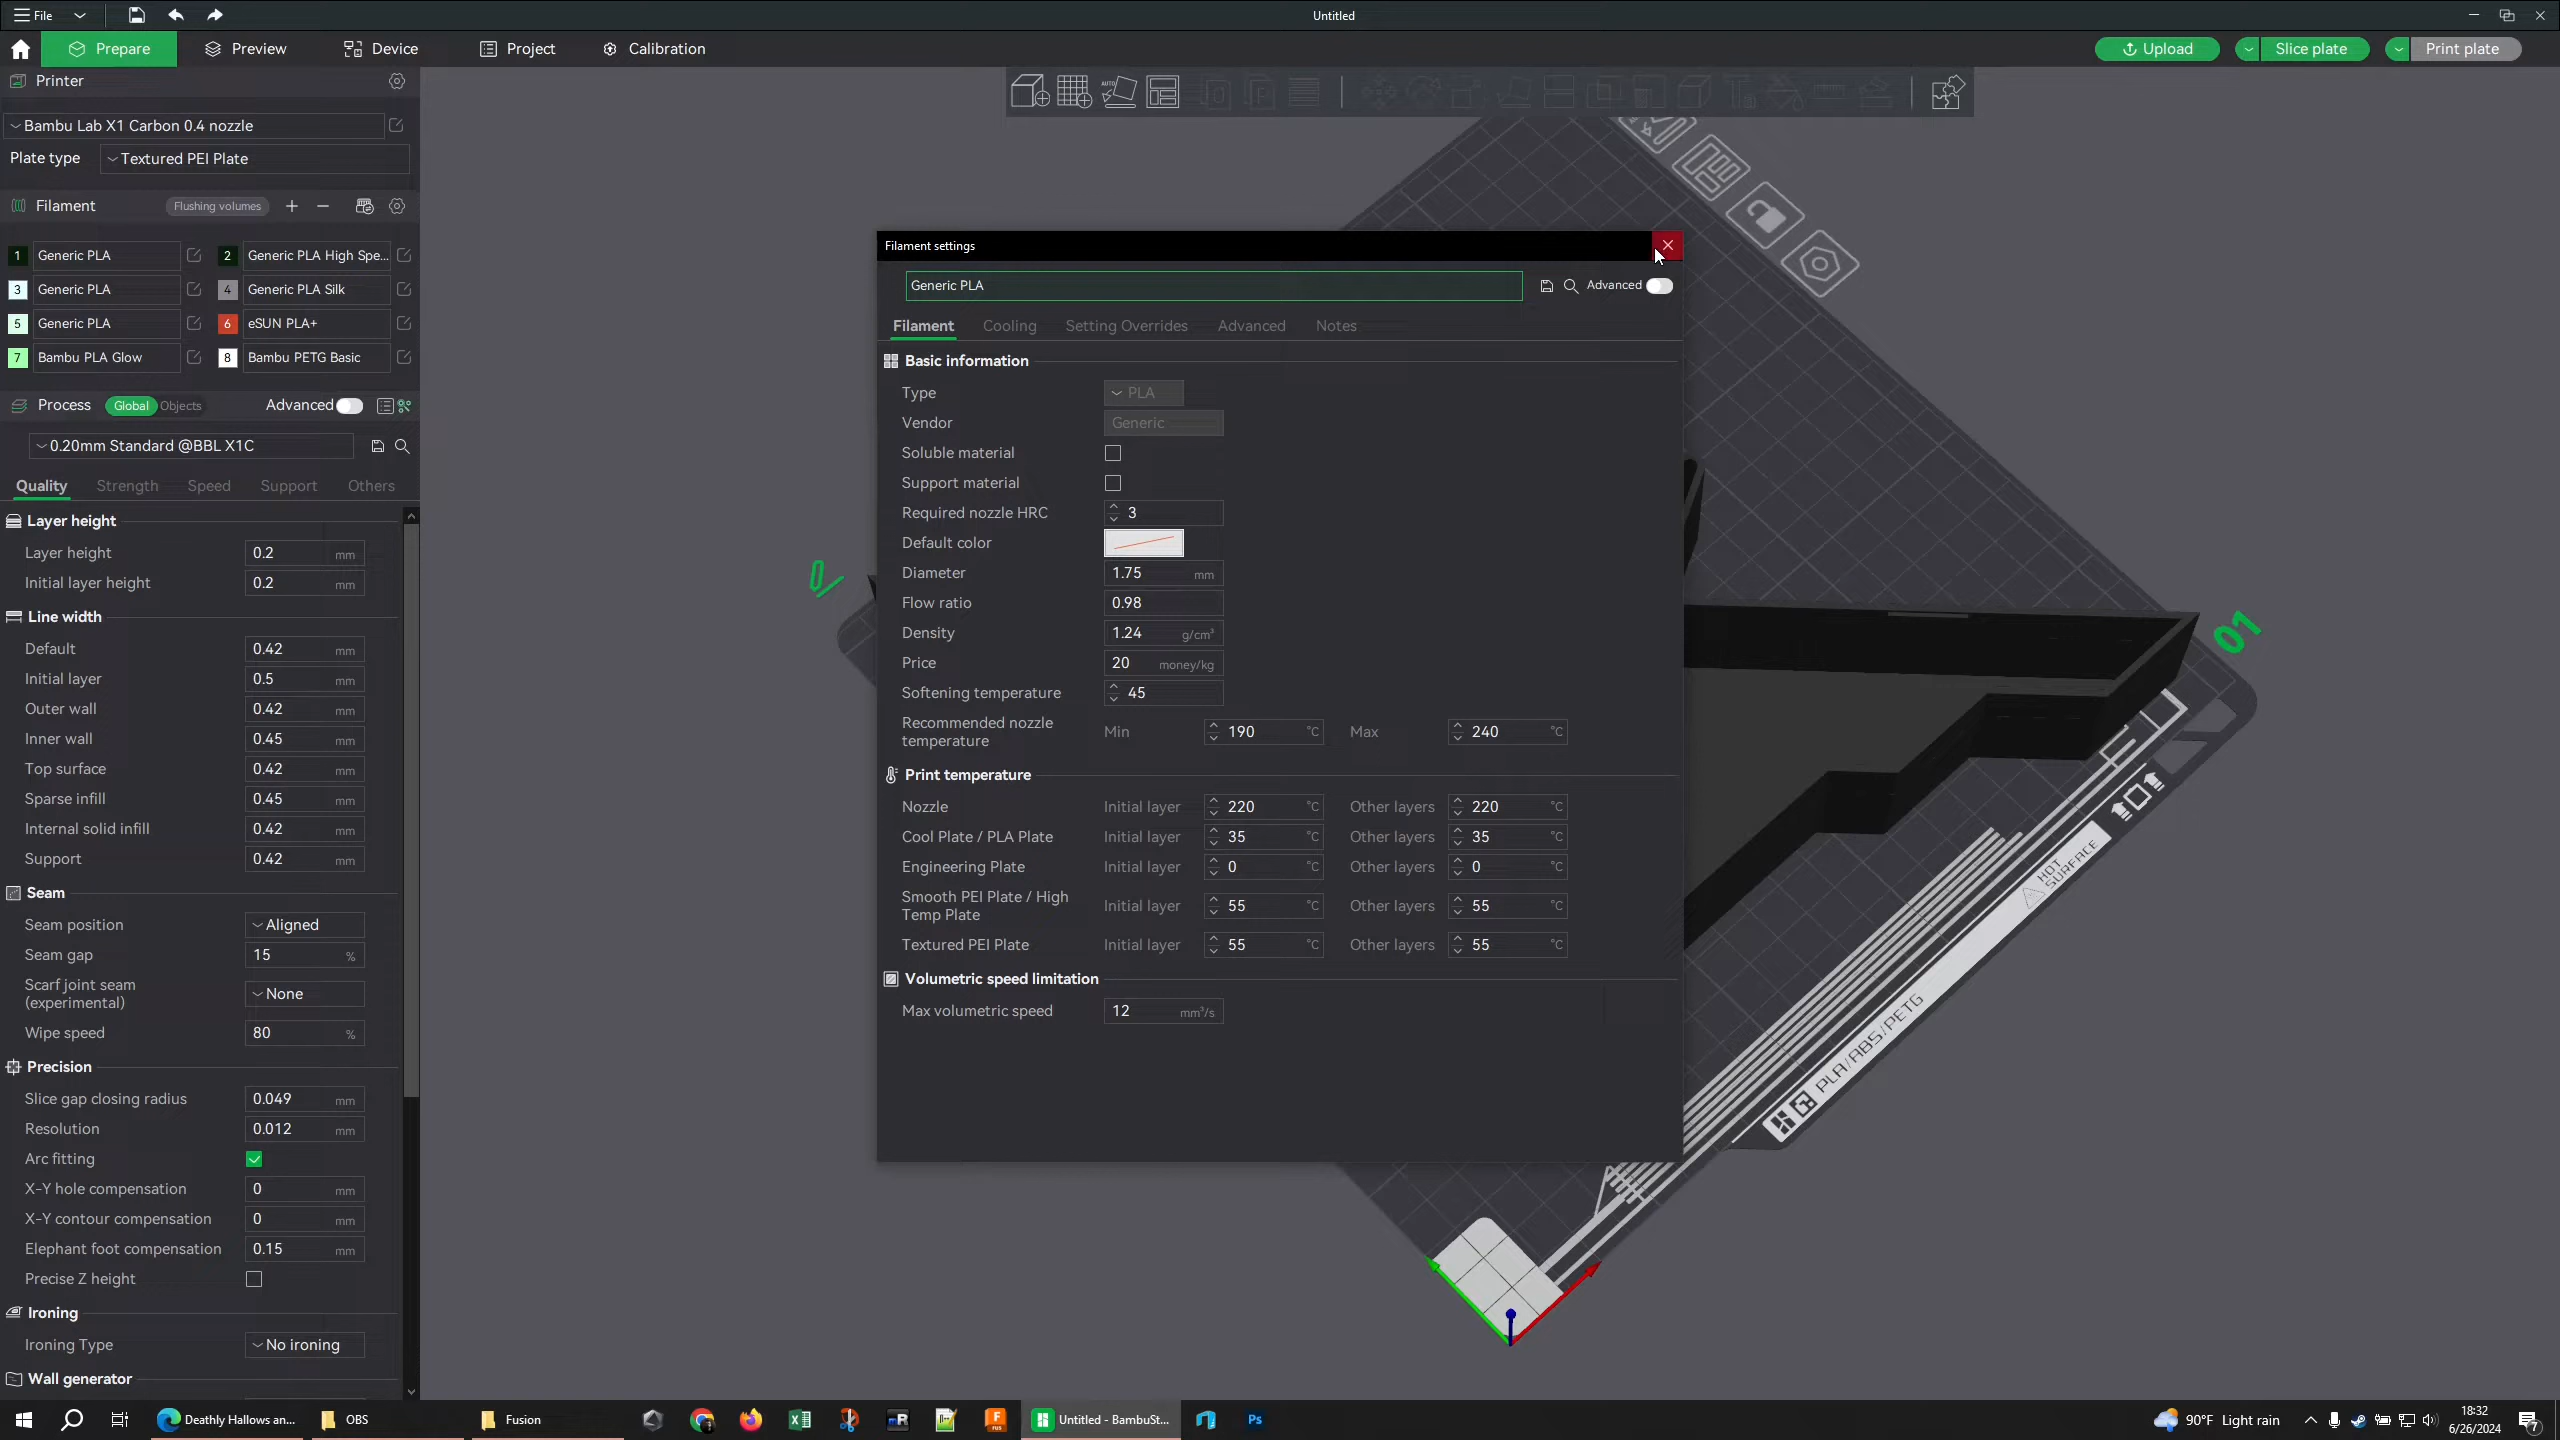 File
Untitled
Prepare
Preview
Device
Project
Calibration
Upload
Slice plate
Print plate
Printer
Bambu Lab X1 Carbon 0.4 nozzle
Plate type Textured PEI Plate
Filament Flushing volumes
1 Generic PLA 2 Generic PLA High Spe...
3 Generic PLA 4 Generic PLA Silk
5 Generic PLA 6 eSUN PLA+
7 Bambu PLA Glow 8 Bambu PETG Basic
Process Global Objects Advanced
0.20mm Standard @BBL X1C
Quality Strength Speed Support Others
Layer height
Layer height 0.2 mm
Initial layer height 0.2 mm
Line width
Default 0.42 mm
Initial layer 0.5 mm
Outer wall 0.42 mm
Inner wall 0.45 mm
Top surface 0.42 mm
Sparse infill 0.45 mm
Internal solid infill 0.42 mm
Support 0.42 mm
Seam
Seam position Aligned
Seam gap 15 %
Scarf joint seam
(experimental) None
Wipe speed 80 %
Precision
Slice gap closing radius 0.049 mm
Resolution 0.012 mm
Arc fitting
X-Y hole compensation 0 mm
X-Y contour compensation 0 mm
Elephant foot compensation 0.15 mm
Precise Z height
Ironing
Ironing Type No ironing
Wall generator
Filament settings
Generic PLA
Advanced
Filament Cooling Setting Overrides Advanced Notes
Basic information
Type PLA
Vendor Generic
Soluble material
Support material
Required nozzle HRC 3
Default color
Diameter 1.75 mm
Flow ratio 0.98
Density 1.24 g/cm³
Price 20 money/kg
Softening temperature 45
Recommended nozzle
temperature Min 190 °C Max 240 °C
Print temperature
Nozzle Initial layer 220 °C Other layers 220 °C
Cool Plate / PLA Plate Initial layer 35 °C Other layers 35 °C
Engineering Plate Initial layer 0 °C Other layers 0 °C
Smooth PEI Plate / High
Temp Plate Initial layer 55 °C Other layers 55 °C
Textured PEI Plate Initial layer 55 °C Other layers 55 °C
Volumetric speed limitation
Max volumetric speed 12 mm³/s
01
HOT
SURFACE
PLA/ABS/PETG
Deathly Hallows an...
OBS
Fusion
Untitled - BambuSt...
Ps
90°F Light rain
18:32
6/26/2024
7